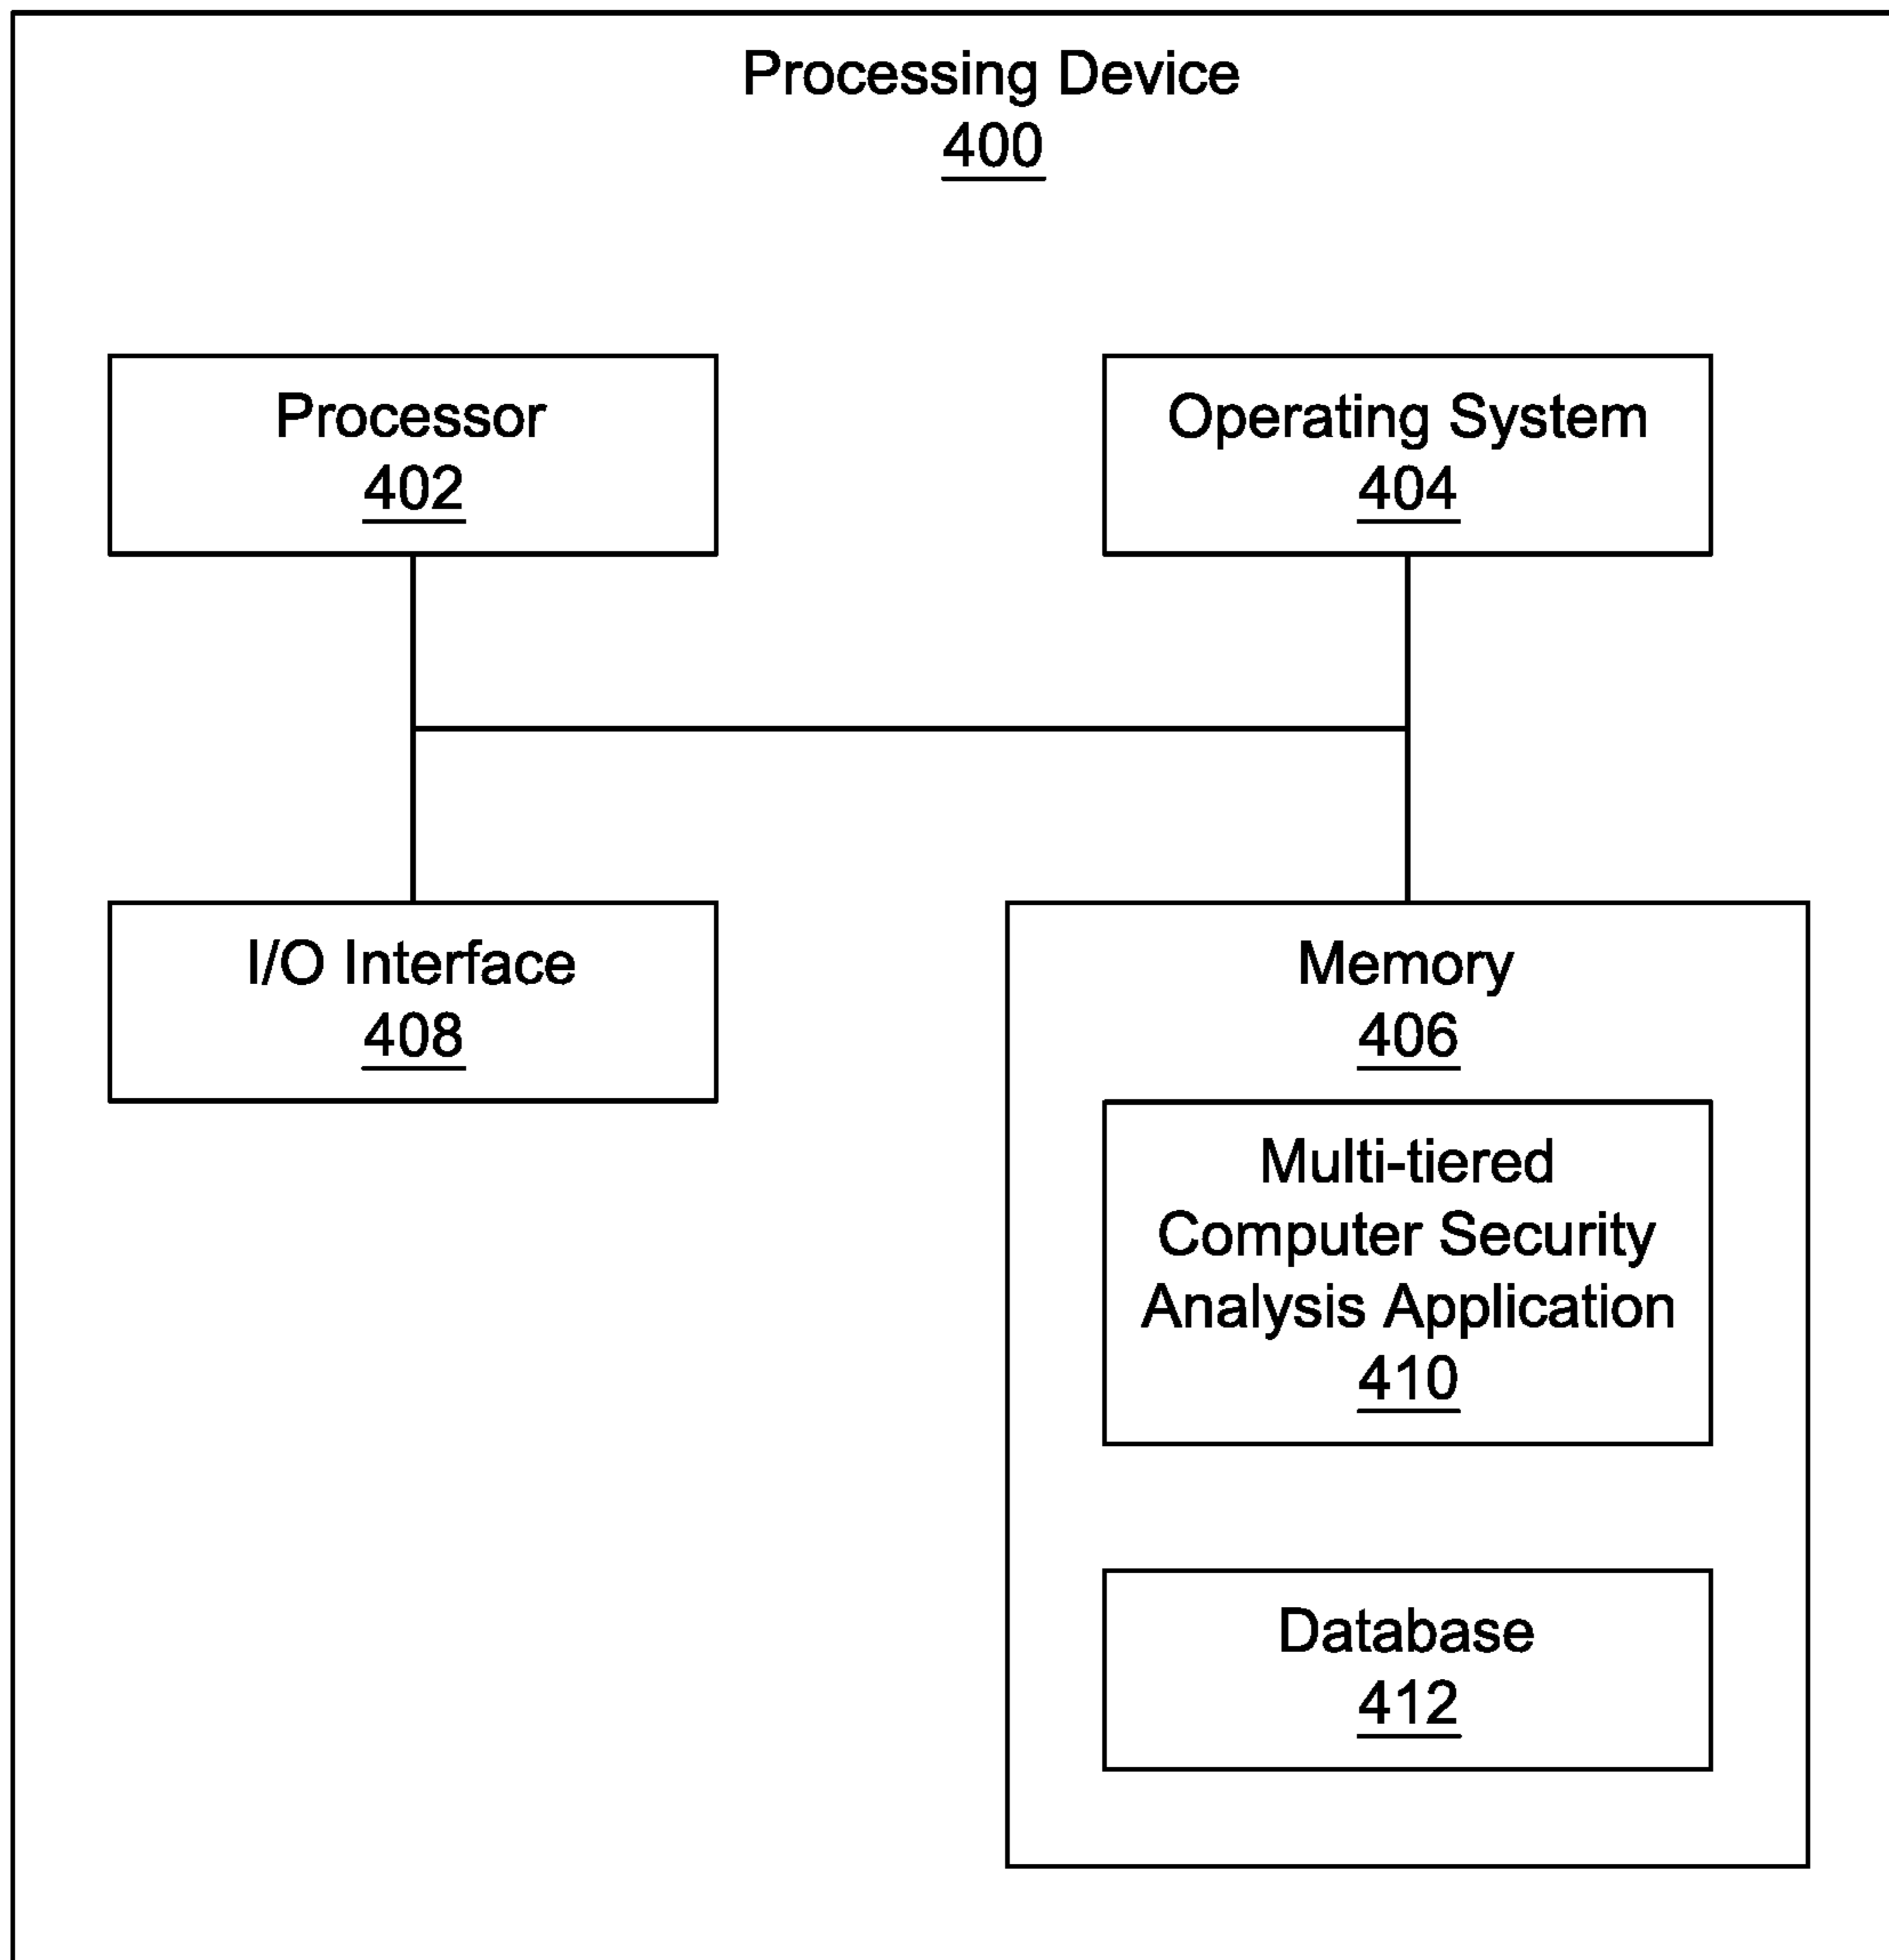 Processing Device
400
Processor
402
Operating System
404
I/O Interface
408
Memory
406
Multi-tiered
Computer Security
Analysis Application
410
Database
412